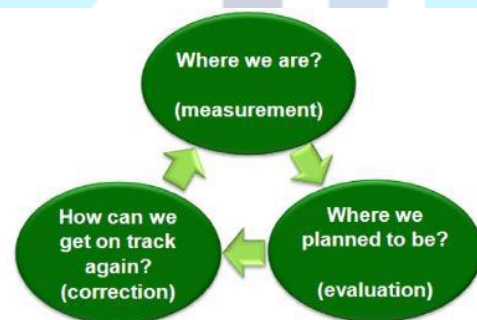 Where we are?
(measurement)
Where we
planned to be?
(evaluation)
How can we
get on track
again?
(correction)